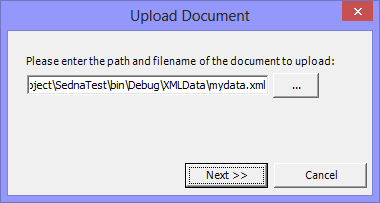 Upload Document
Please enter the path and filename of the document to upload:
oject\SednaTest\bin\Debug\XMLData\mydata.xml
...
Next >>
Cancel